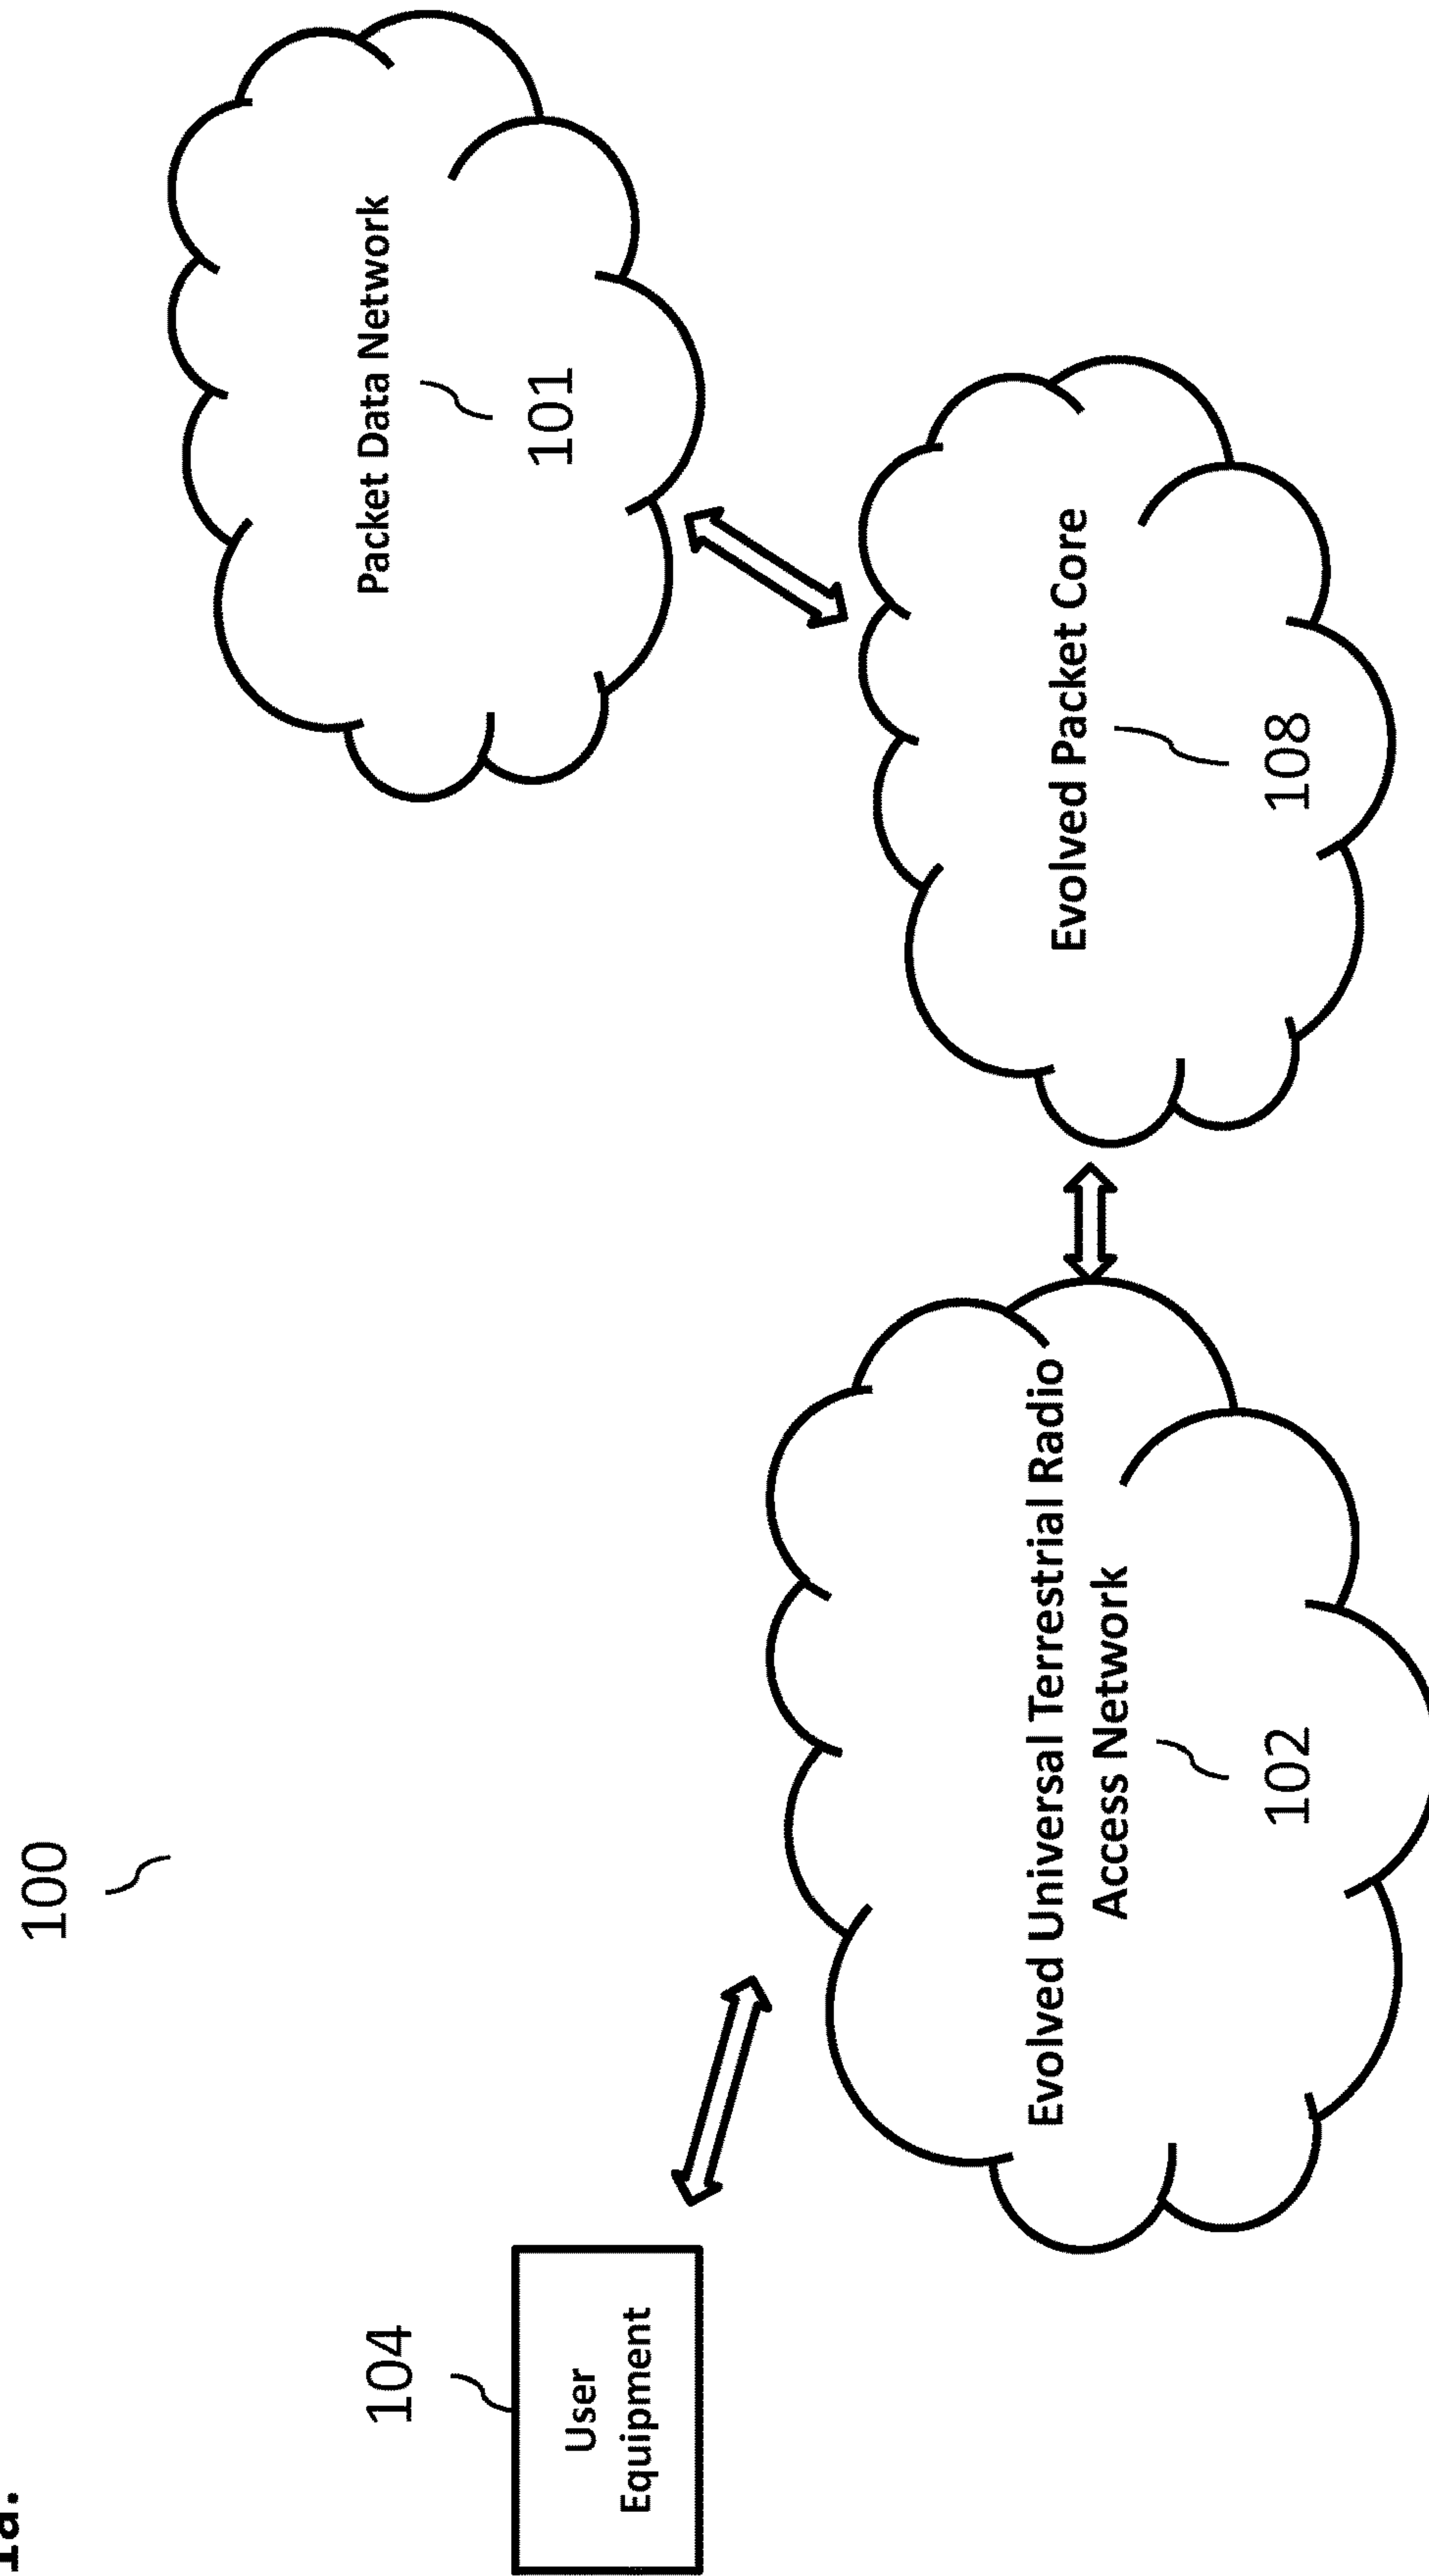 1a.
100
104
User
Equipment
Evolved Universal Terrestrial Radio
Access Network
102
Evolved Packet Core
108
Packet Data Network
101